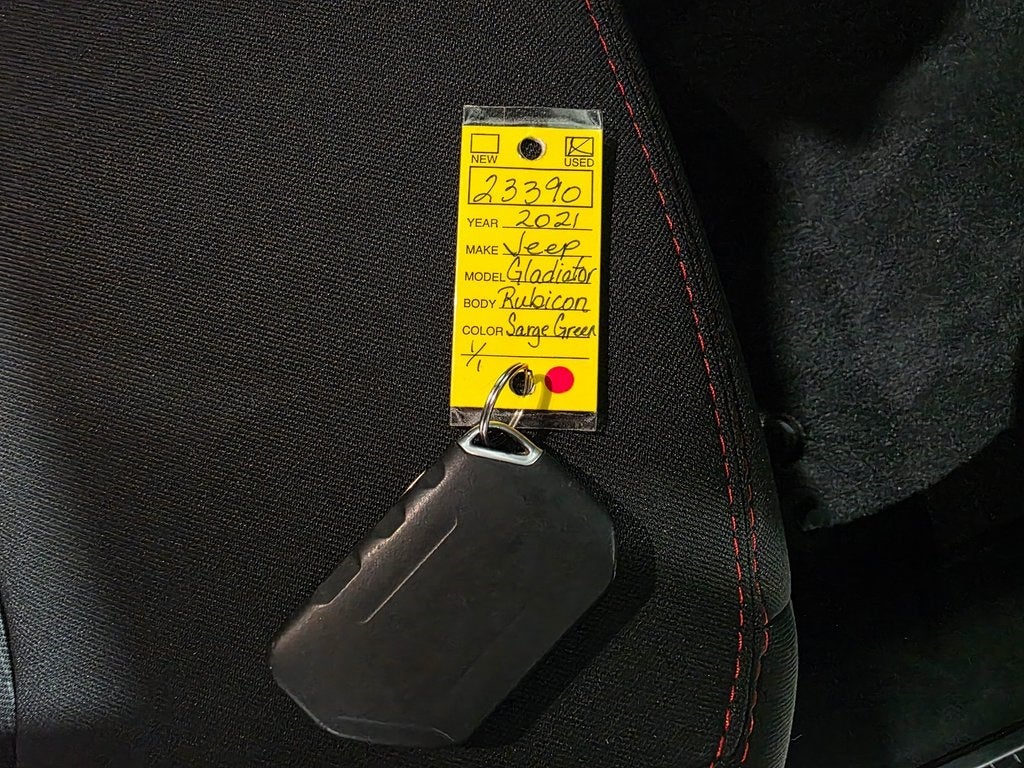 NEW USED
23390
YEAR 2021
MAKE Jeep
MODEL Gladiator
BODY Rubicon
COLOR Sarge Green
1/1